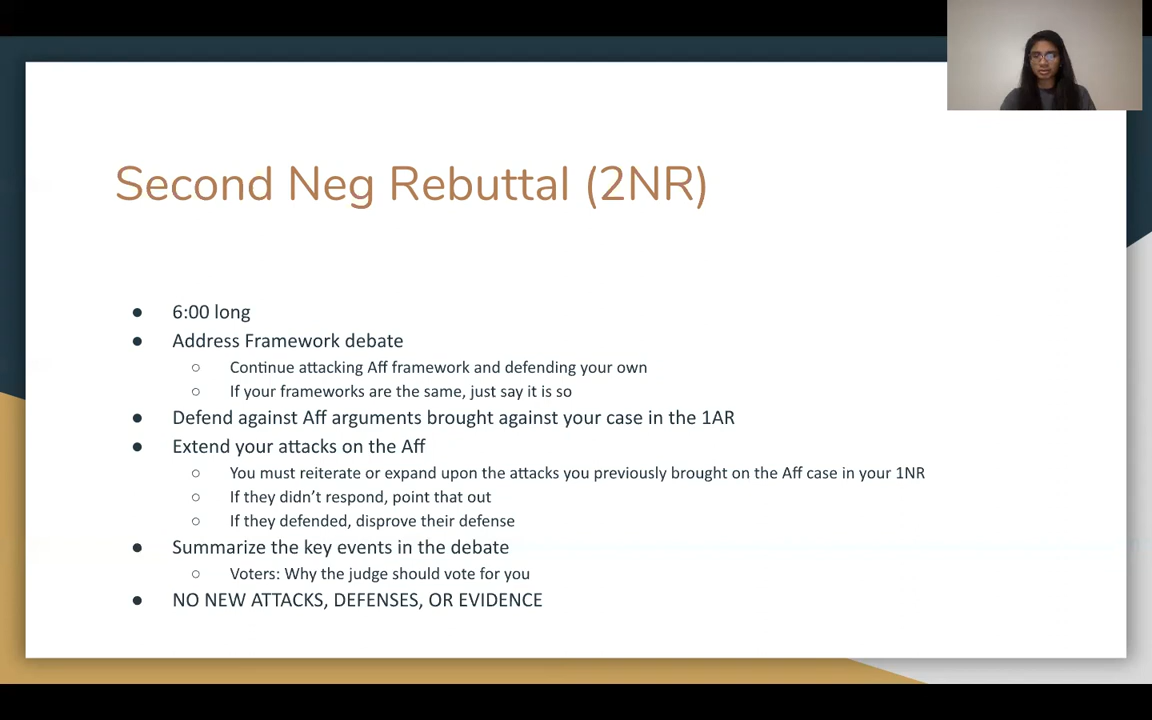 Second Neg Rebuttal (2NR)
● 6:00 long
● Address Framework debate
○ Continue attacking Aff framework and defending your own
○ If your frameworks are the same, just say it is so
● Defend against Aff arguments brought against your case in the 1AR
● Extend your attacks on the Aff
○ You must reiterate or expand upon the attacks you previously brought on the Aff case in your 1NR
○ If they didn’t respond, point that out
○ If they defended, disprove their defense
● Summarize the key events in the debate
○ Voters: Why the judge should vote for you
● NO NEW ATTACKS, DEFENSES, OR EVIDENCE